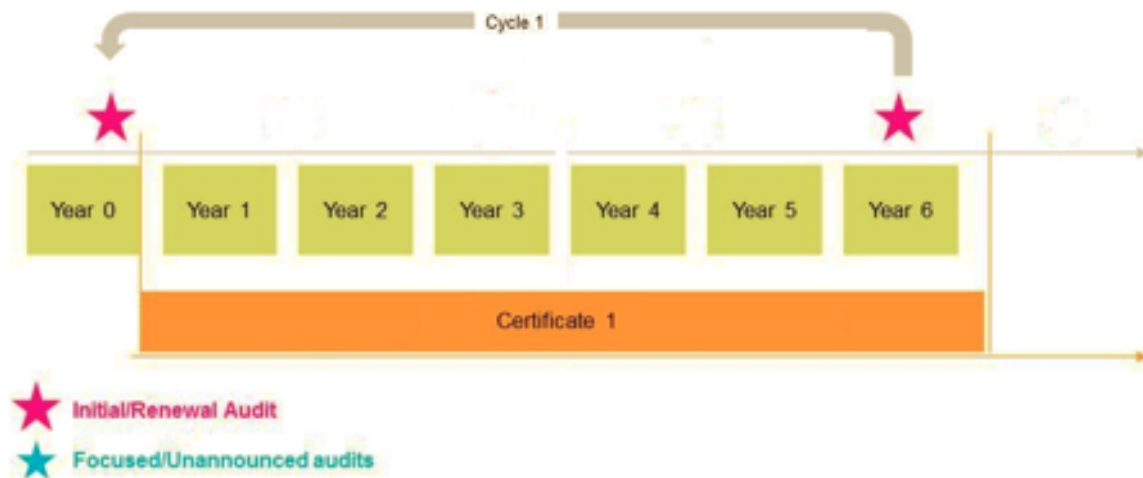 Cycle 1
Year 0
Year 1
Year 2
Year 3
Year 4
Year 5
Year 6
Certificate 1
Initial/Renewal Audit
Focused/Unannounced audits